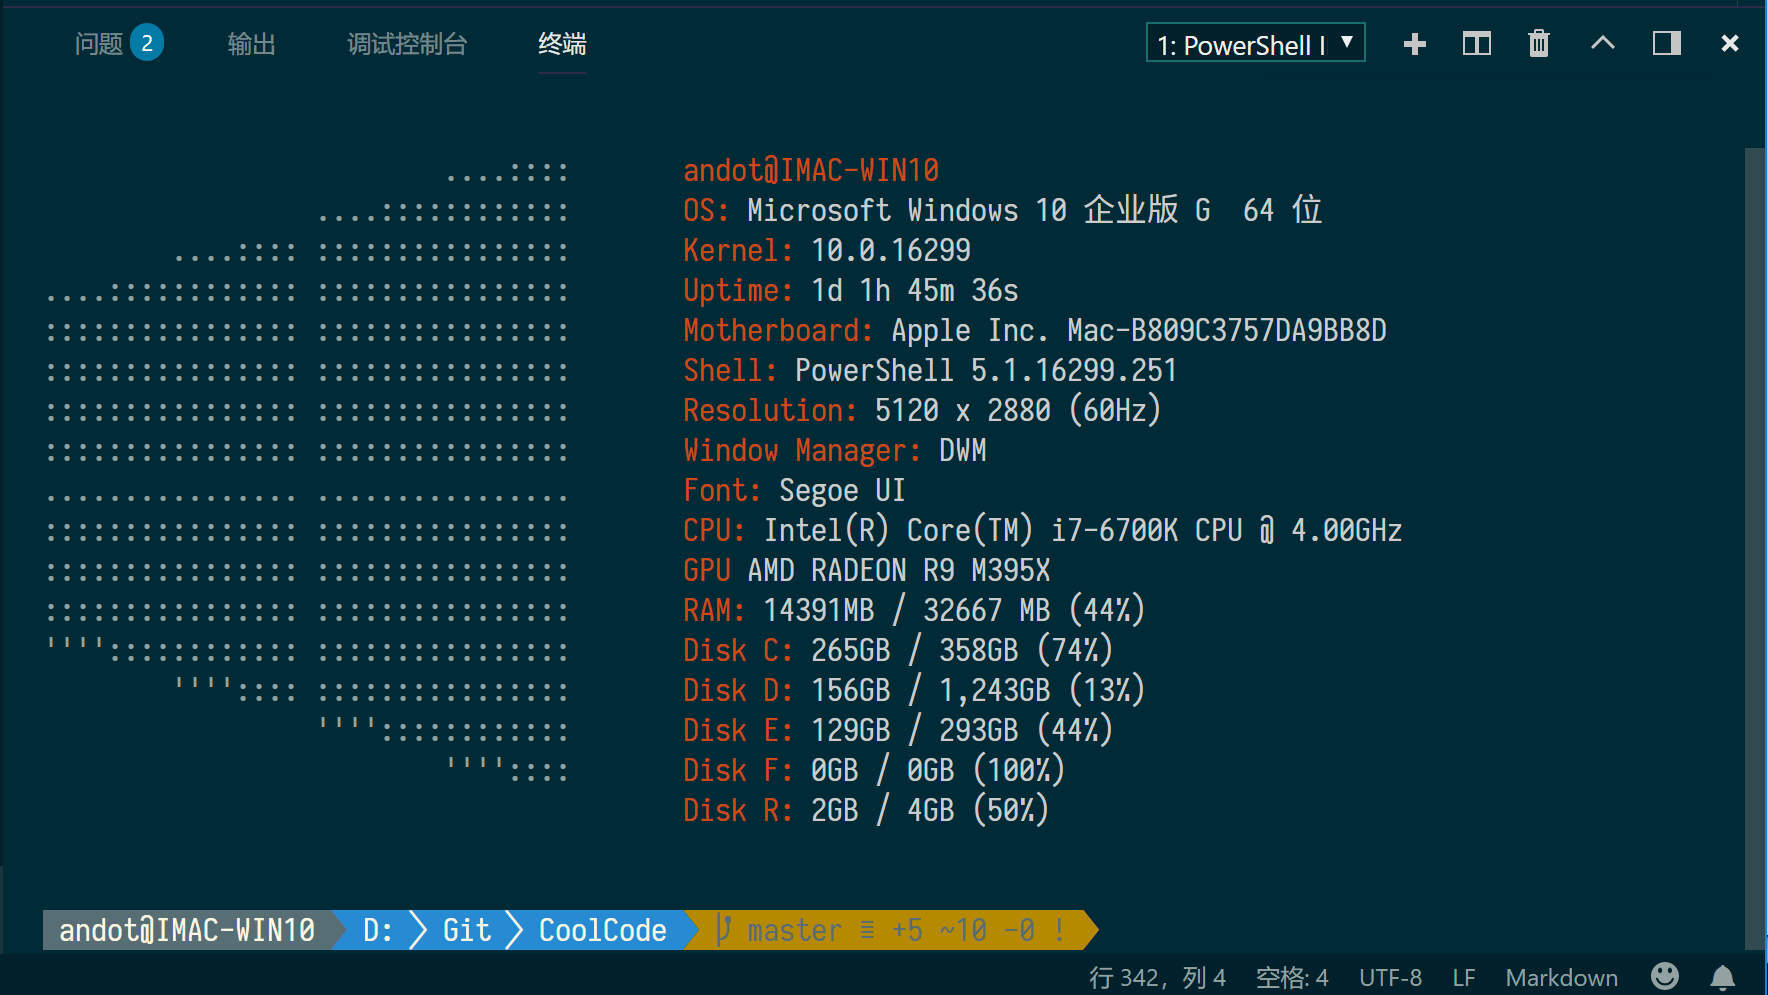 问题 2 输出 调试控制台 终端 1: PowerShell I
andot@IMAC-WIN10
OS: Microsoft Windows 10 企业版 G  64 位
Kernel: 10.0.16299
Uptime: 1d 1h 45m 36s
Motherboard: Apple Inc. Mac-B809C3757DA9BB8D
Shell: PowerShell 5.1.16299.251
Resolution: 5120 x 2880 (60Hz)
Window Manager: DWM
Font: Segoe UI
CPU: Intel(R) Core(TM) i7-6700K CPU @ 4.00GHz
GPU AMD RADEON R9 M395X
RAM: 14391MB / 32667 MB (44%)
Disk C: 265GB / 358GB (74%)
Disk D: 156GB / 1,243GB (13%)
Disk E: 129GB / 293GB (44%)
Disk F: 0GB / 0GB (100%)
Disk R: 2GB / 4GB (50%)
andot@IMAC-WIN10 D: Git CoolCode master ≡ +5 ~10 -0 !
行 342，列 4 空格: 4 UTF-8 LF Markdown